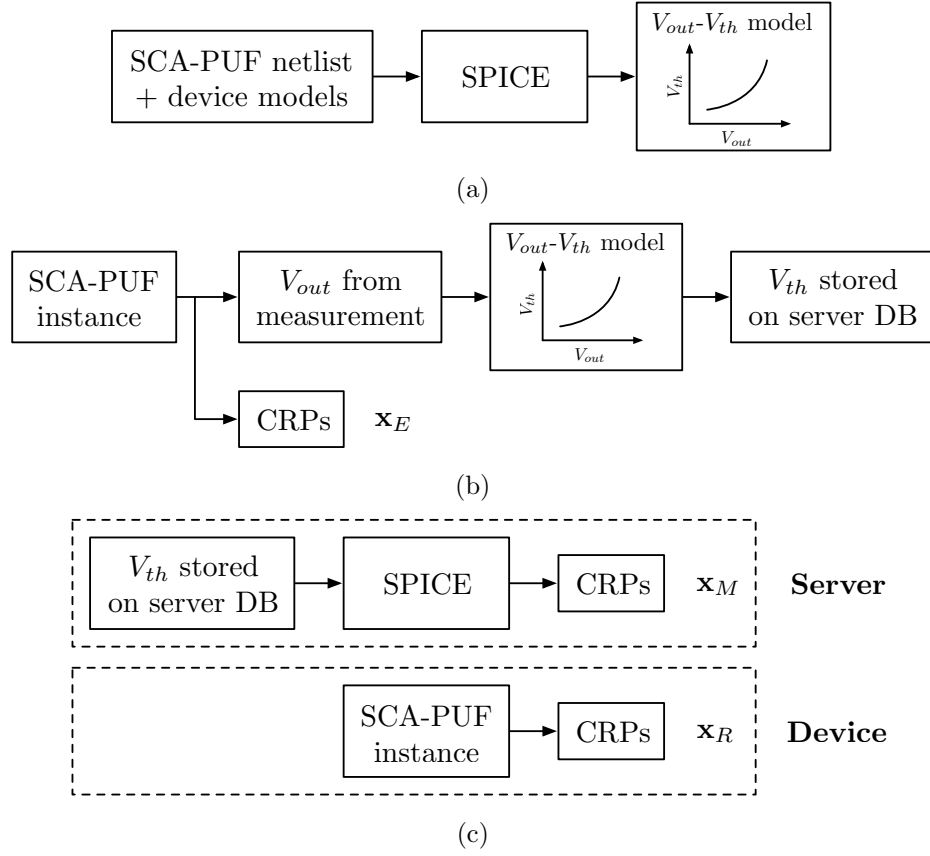 SCA-PUF netlist
+ device models
SPICE
V_out-V_th model
V_th
V_out
(a)
SCA-PUF
instance
V_out from
measurement
V_out-V_th model
V_th
V_out
V_th stored
on server DB
CRPs
x_E
(b)
V_th stored
on server DB
SPICE
CRPs
x_M
Server
SCA-PUF
instance
CRPs
x_R
Device
(c)